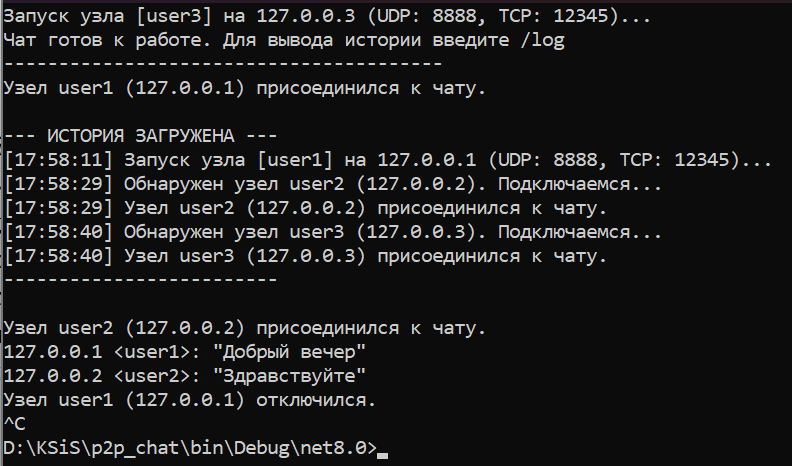 Запуск узла [user3] на 127.0.0.3 (UDP: 8888, TCP: 12345)...
Чат готов к работе. Для вывода истории введите /log
-----------------------------------------
Узел user1 (127.0.0.1) присоединился к чату.
--- ИСТОРИЯ ЗАГРУЖЕНА ---
[17:58:11] Запуск узла [user1] на 127.0.0.1 (UDP: 8888, TCP: 12345)...
[17:58:29] Обнаружен узел user2 (127.0.0.2). Подключаемся...
[17:58:29] Узел user2 (127.0.0.2) присоединился к чату.
[17:58:40] Обнаружен узел user3 (127.0.0.3). Подключаемся...
[17:58:40] Узел user3 (127.0.0.3) присоединился к чату.
-------------------------
Узел user2 (127.0.0.2) присоединился к чату.
127.0.0.1 <user1>: "Добрый вечер"
127.0.0.2 <user2>: "Здравствуйте"
Узел user1 (127.0.0.1) отключился.
^C
D:\KSiS\p2p_chat\bin\Debug\net8.0>